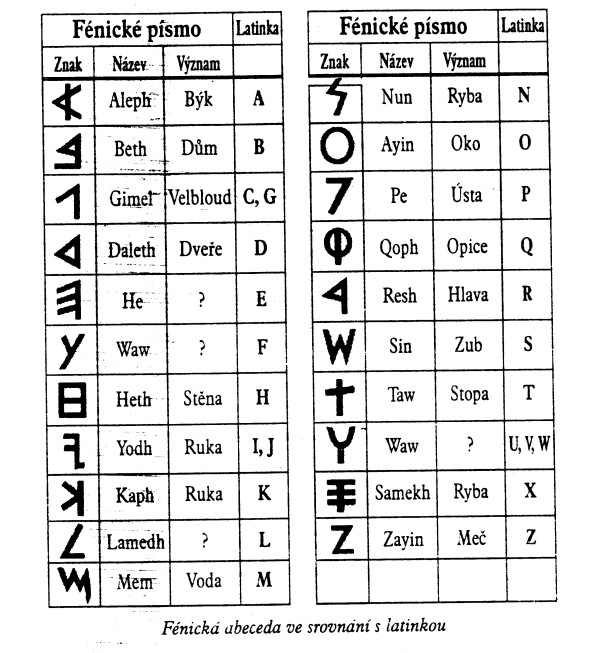 Fénické písmo Latinka
Znak Název Význam
𐤀 Aleph Býk A
𐤁 Beth Dům B
𐤂 Gimel Velbloud C, G
𐤃 Daleth Dveře D
𐤄 He ? E
𐤅 Waw ? F
𐤇 Heth Stěna H
𐤉 Yodh Ruka I, J
𐤊 Kaph Ruka K
𐤋 Lamedh ? L
𐤌 Mem Voda M
Fénické písmo Latinka
Znak Název Význam
𐤍 Nun Ryba N
𐤏 Ayin Oko O
𐤐 Pe Ústa P
𐤒 Qoph Opice Q
𐤓 Resh Hlava R
𐤔 Sin Zub S
𐤕 Taw Stopa T
𐤅 Waw ? U, V, W
𐤎 Samekh Ryba X
𐤆 Zayin Meč Z
Fénická abeceda ve srovnání s latinkou